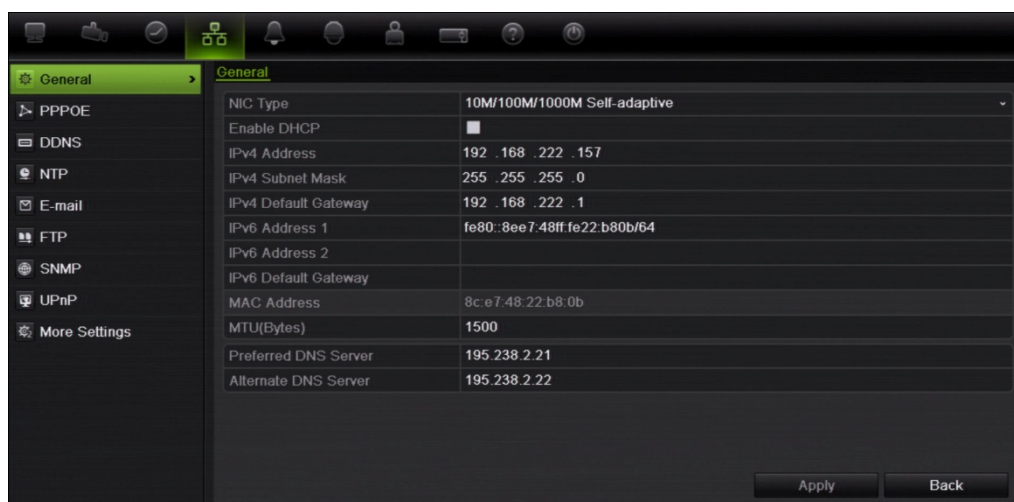 General
PPPOE
DDNS
NTP
E-mail
FTP
SNMP
UPnP
More Settings
General
NIC Type 10M/100M/1000M Self-adaptive
Enable DHCP
IPv4 Address 192 .168 .222 .157
IPv4 Subnet Mask 255 .255 .255 .0
IPv4 Default Gateway 192 .168 .222 .1
IPv6 Address 1 fe80::8ee7:48ff:fe22:b80b/64
IPv6 Address 2
IPv6 Default Gateway
MAC Address 8c:e7:48:22:b8:0b
MTU(Bytes) 1500
Preferred DNS Server 195.238.2.21
Alternate DNS Server 195.238.2.22
Apply Back